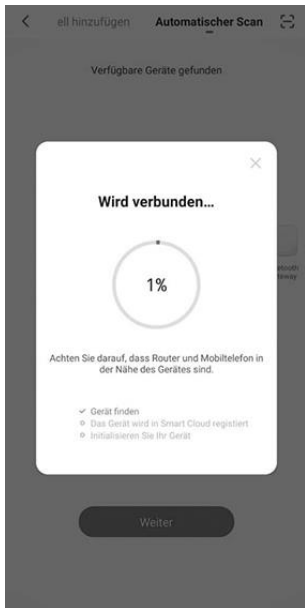 ell hinzufügen Automatischer Scan
Verfügbare Geräte gefunden
Wird verbunden...
1%
Achten Sie darauf, dass Router und Mobiltelefon in
der Nähe des Gerätes sind.
Gerät finden
Das Gerät wird in Smart Cloud registiert
Initialisieren Sie Ihr Gerät
Weiter